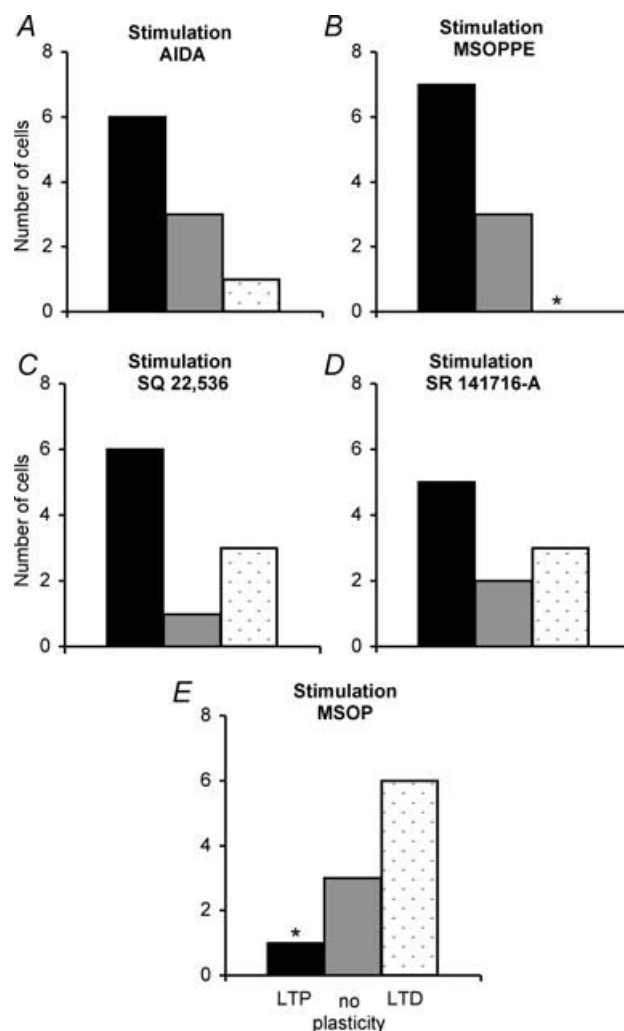 A
Stimulation
AIDA
Number of cells
8
6
4
2
0
B
Stimulation
MSOPPE
8
6
4
2
0
*
C
Stimulation
SQ 22,536
Number of cells
8
6
4
2
0
D
Stimulation
SR 141716-A
8
6
4
2
0
E
Stimulation
MSOP
8
6
4
2
0
*
LTP
no
plasticity
LTD